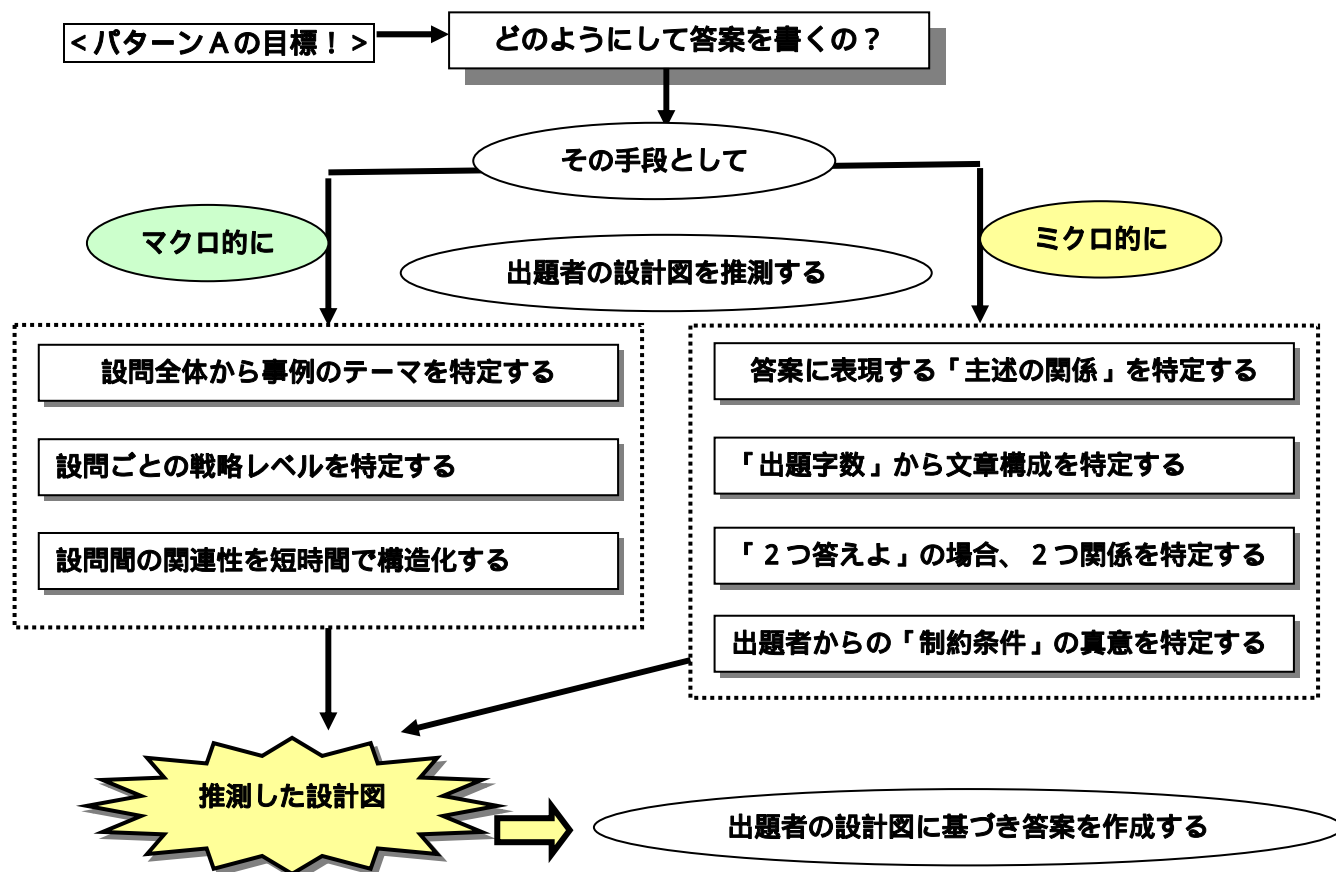 <パターンAの目標!>
どのようにして答案を書くの?
その手段として
マクロ的に
ミクロ的に
出題者の設計図を推測する
設問全体から事例のテーマを特定する
設問ごとの戦略レベルを特定する
設問間の関連性を短時間で構造化する
答案に表現する「主述の関係」を特定する
「出題字数」から文章構成を特定する
「2つ答えよ」の場合、2つ関係を特定する
出題者からの「制約条件」の真意を特定する
推測した設計図
出題者の設計図に基づき答案を作成する